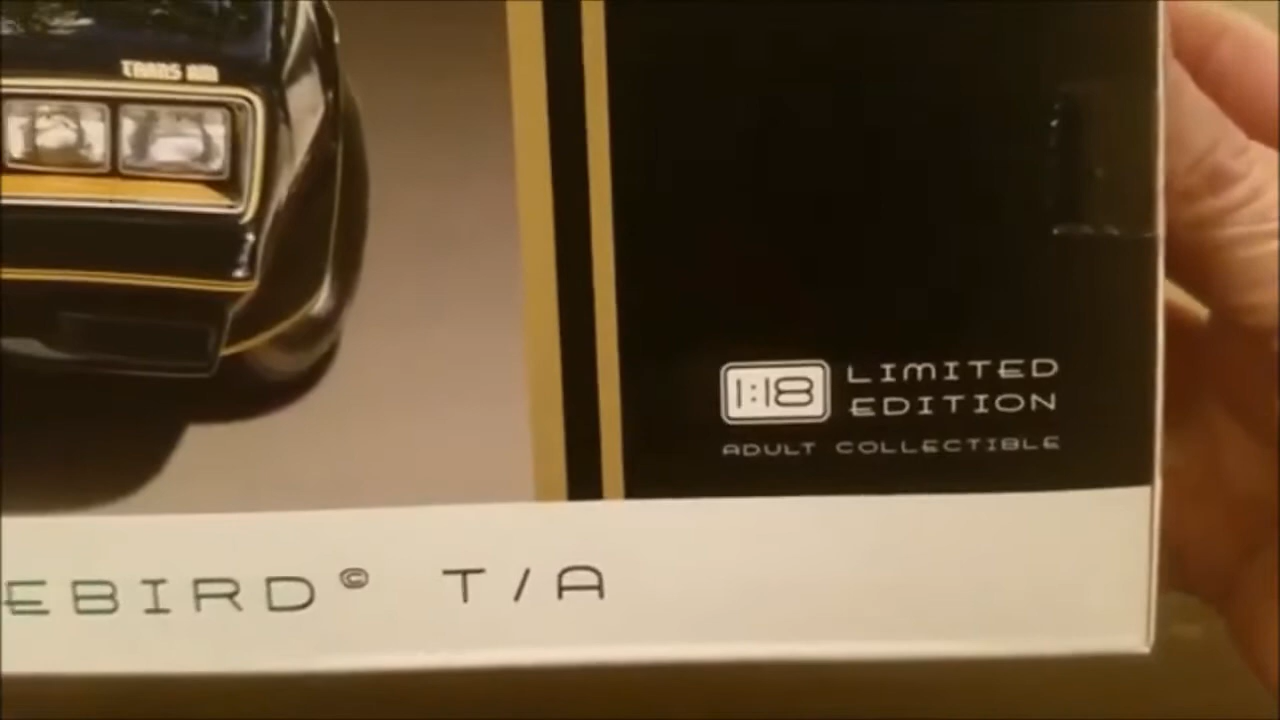 TRANS AM
1:18
LIMITED
EDITION
ADULT COLLECTIBLE
EBIRD© T/A